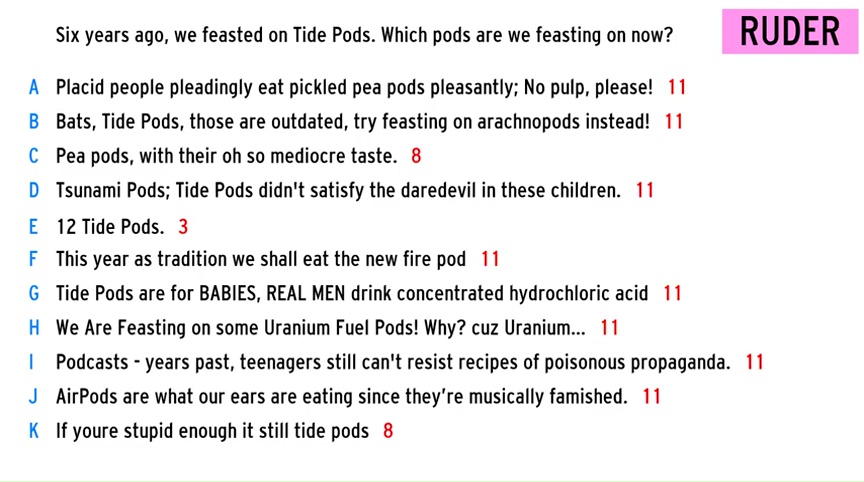 Six years ago, we feasted on Tide Pods. Which pods are we feasting on now?
RUDER
A Placid people pleadingly eat pickled pea pods pleasantly; No pulp, please! 11
B Bats, Tide Pods, those are outdated, try feasting on arachnopods instead! 11
C Pea pods, with their oh so mediocre taste. 8
D Tsunami Pods; Tide Pods didn't satisfy the daredevil in these children. 11
E 12 Tide Pods. 3
F This year as tradition we shall eat the new fire pod 11
G Tide Pods are for BABIES, REAL MEN drink concentrated hydrochloric acid 11
H We Are Feasting on some Uranium Fuel Pods! Why? cuz Uranium... 11
I Podcasts - years past, teenagers still can't resist recipes of poisonous propaganda. 11
J AirPods are what our ears are eating since they’re musically famished. 11
K If youre stupid enough it still tide pods 8